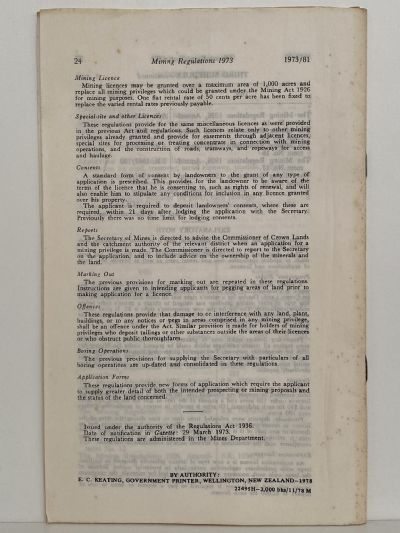 24 Mining Regulations 1973 1973/81
Mining Licence
Mining licences may be granted over a maximum area of 1,000 acres and
replace all mining privileges which could be granted under the Mining Act 1926
for mining purposes. One flat rental rate of 50 cents per acre has been fixed to
replace the varied rental rates previously payable.
Special-site and other Licences
These regulations provide for the same miscellaneous licences as were provided
in the previous Act and regulations. Such licences relate only to other mining
privileges already granted and provide for easements through adjacent licences,
special sites for processing or treating concentrate in connection with mining
operations, and the construction of roads, tramways, and ropeways for access
and haulage.
Consents
A standard form of consent by landowners to the grant of any type of
application is prescribed. This provides for the landowner to be aware of the
terms of the licence that he is consenting to, such as rights of renewal, and will
also enable him to stipulate any conditions for inclusion in any licence granted
over his property.
The applicant is required to deposit landowners' consents, where these are
required, within 21 days after lodging the application with the Secretary.
Previously there was no time limit for lodging consents.
Reports
The Secretary of Mines is directed to advise the Commissioner of Crown Lands
and the catchment authority of the relevant district when an application for a
mining privilege is made. The Commissioner is directed to report to the Secretary
on the application, and to include advice on the ownership of the minerals and
the land.
Marking Out
The previous provisions for marking out are repeated in these regulations.
Instructions are given to intending applicants for pegging areas of land prior to
making application for a licence.
Offences
These regulations provide that damage to or interference with any land, plant,
buildings, or to any notices or pegs in areas comprised in any mining privilege,
shall be an offence under the Act. Similar provision is made for holders of mining
privileges who deposit tailings or other substances outside the areas of their licences
or who obstruct public thoroughfares.
Boring Operations
The previous provisions for supplying the Secretary with particulars of all
boring operations are up-dated and consolidated in these regulations.
Application Forms
These regulations provide new forms of application which require the applicant
to supply greater detail of both the intended prospecting or mining proposals and
the status of the land concerned.
Issued under the authority of the Regulations Act 1936.
Date of notification in Gazette: 29 March 1973.
These regulations are administered in the Mines Department.
BY AUTHORITY:
E. C. KEATING, GOVERNMENT PRINTER, WELLINGTON, NEW ZEALAND—1978
22495H—2,000 bks/11/78 M